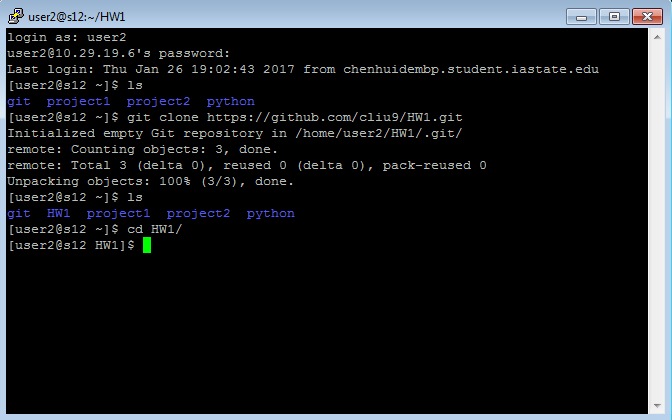 user2@s12:~/HW1
login as: user2
user2@10.29.19.6's password:
Last login: Thu Jan 26 19:02:43 2017 from chenhuidembp.student.iastate.edu
[user2@s12 ~]$ ls
git  project1  project2  python
[user2@s12 ~]$ git clone https://github.com/cliu9/HW1.git
Initialized empty Git repository in /home/user2/HW1/.git/
remote: Counting objects: 3, done.
remote: Total 3 (delta 0), reused 0 (delta 0), pack-reused 0
Unpacking objects: 100% (3/3), done.
[user2@s12 ~]$ ls
git  HW1  project1  project2  python
[user2@s12 ~]$ cd HW1/
[user2@s12 HW1]$